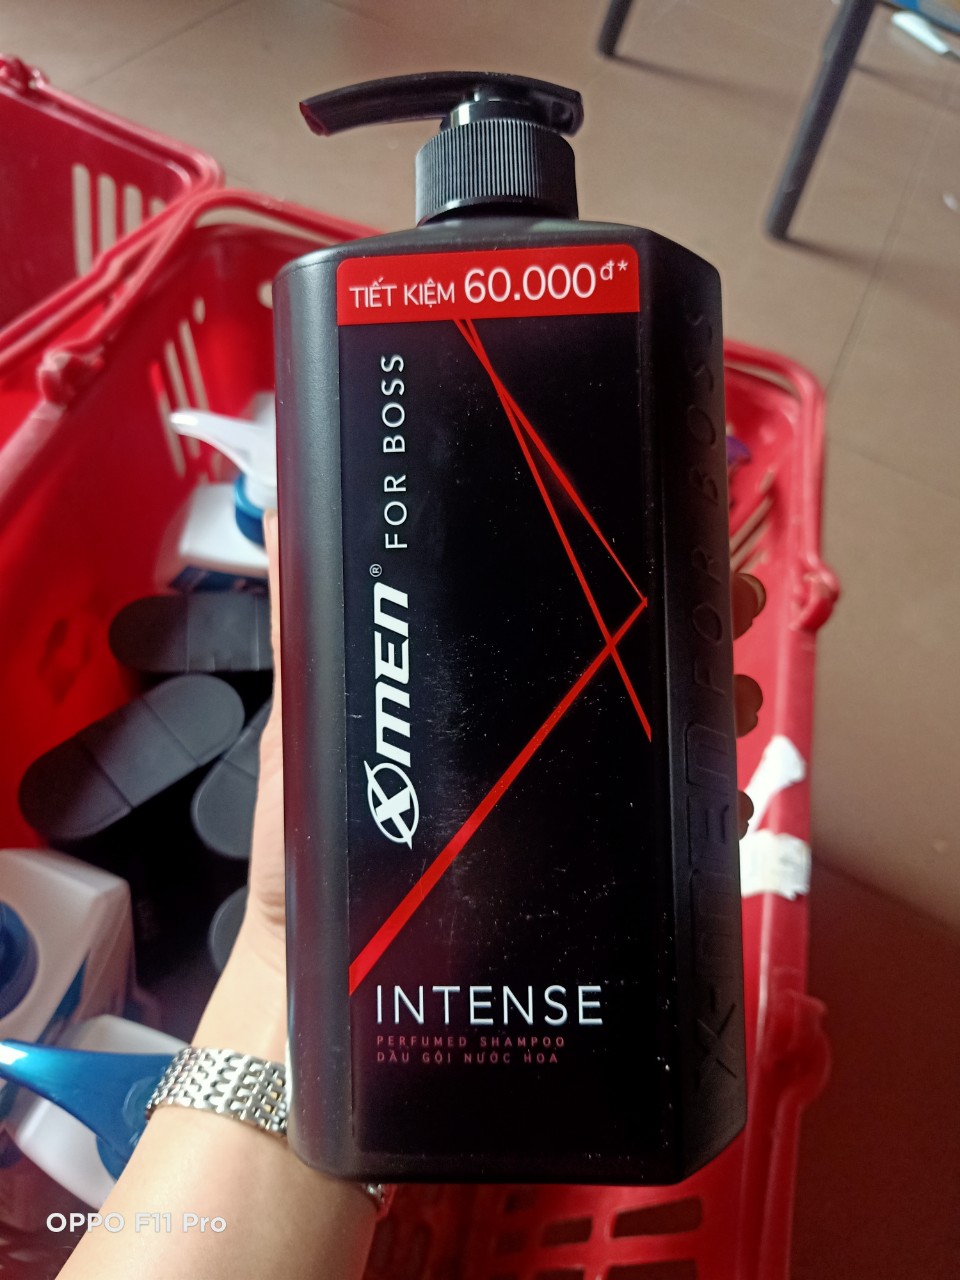 TIẾT KIỆM 60.000đ*
XMEN® FOR BOSS
INTENSE
PERFUMED SHAMPOO
DẦU GỘI NƯỚC HOA
X-MEN FOR BOSS
OPPO F11 Pro